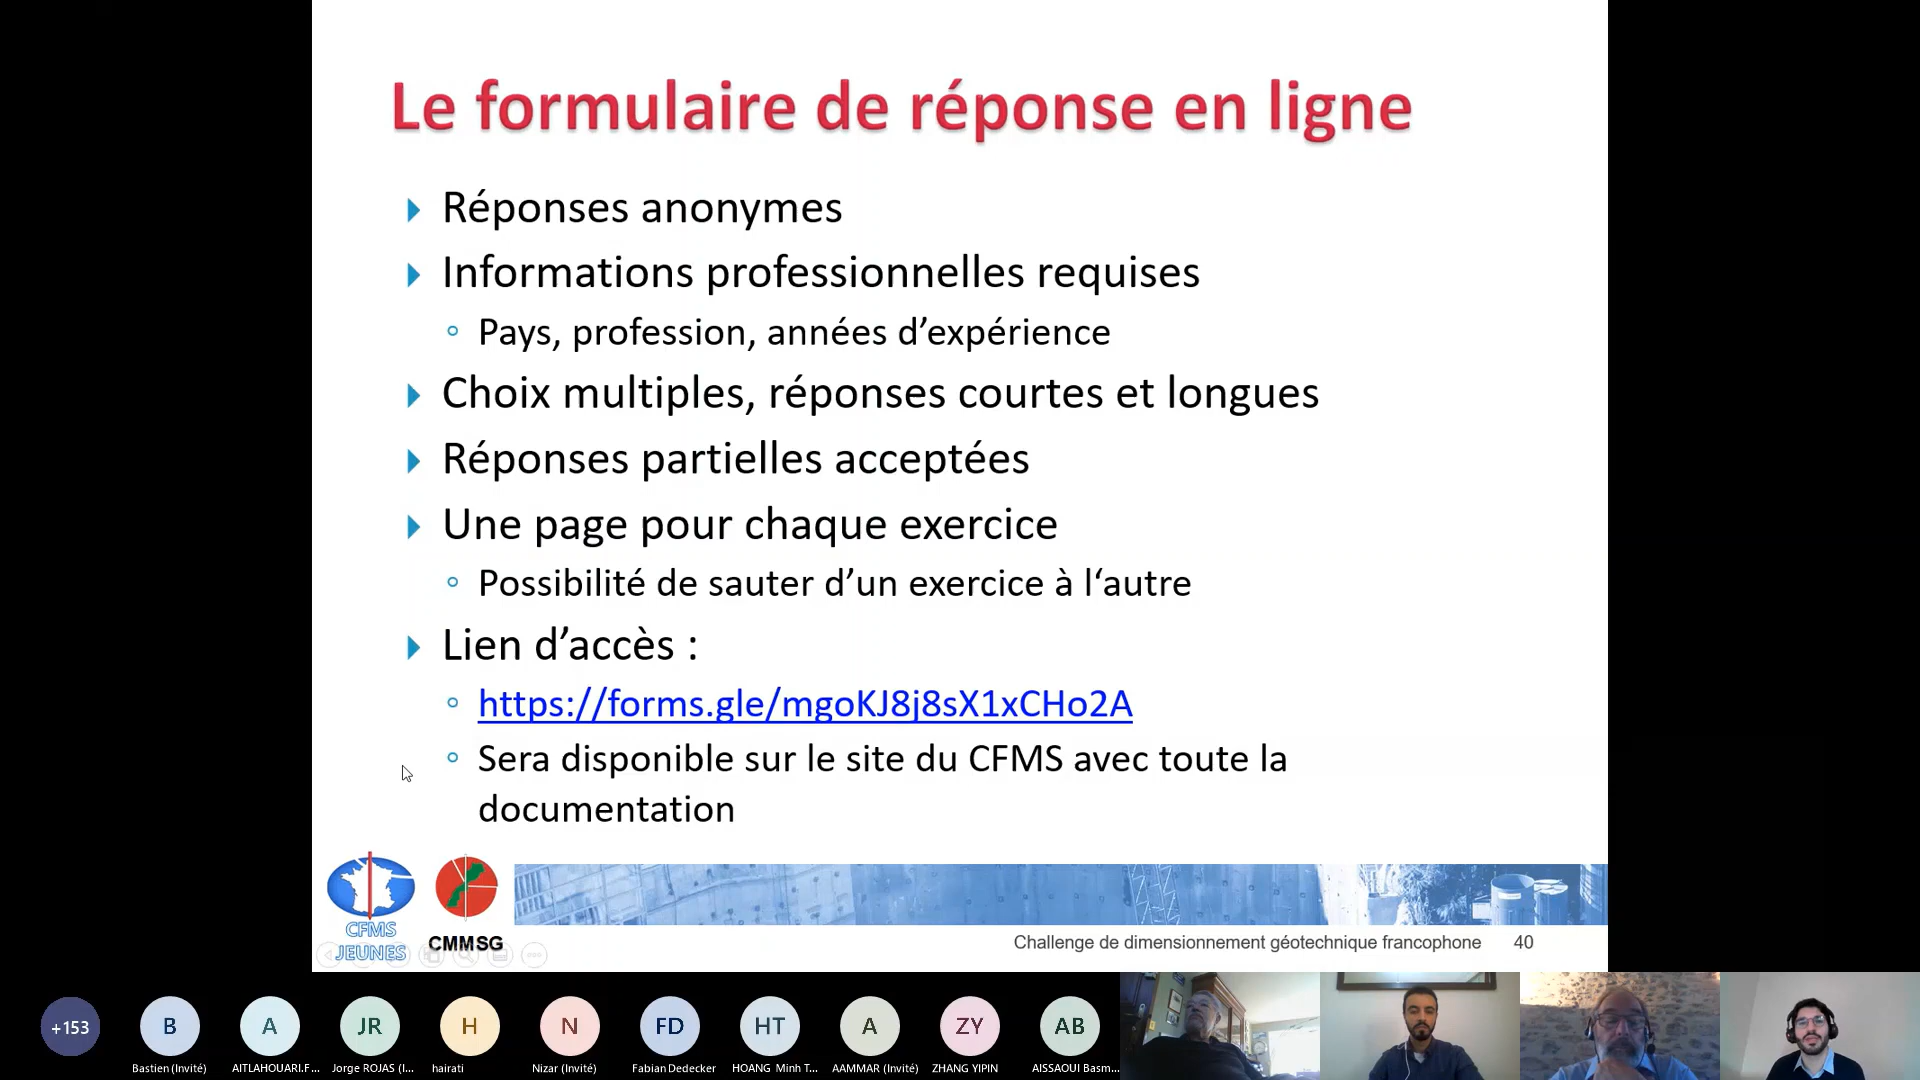 Le formulaire de réponse en ligne
Réponses anonymes
Informations professionnelles requises
Pays, profession, années d’expérience
Choix multiples, réponses courtes et longues
Réponses partielles acceptées
Une page pour chaque exercice
Possibilité de sauter d’un exercice à l‘autre
Lien d’accès :
https://forms.gle/mgoKJ8j8sX1xCHo2A
Sera disponible sur le site du CFMS avec toute la
documentation
CFMS
JEUNES
CMMSG
Challenge de dimensionnement géotechnique francophone 40
+153
B
A
JR
H
N
FD
HT
A
ZY
AB
Bastien (Invité)
AITLAHOUARI.F...
Jorge ROJAS (I...
hairati
Nizar (Invité)
Fabian Dedecker
HOANG Minh T...
AAMMAR (Invité)
ZHANG YIPIN
AISSAOUI Basm...